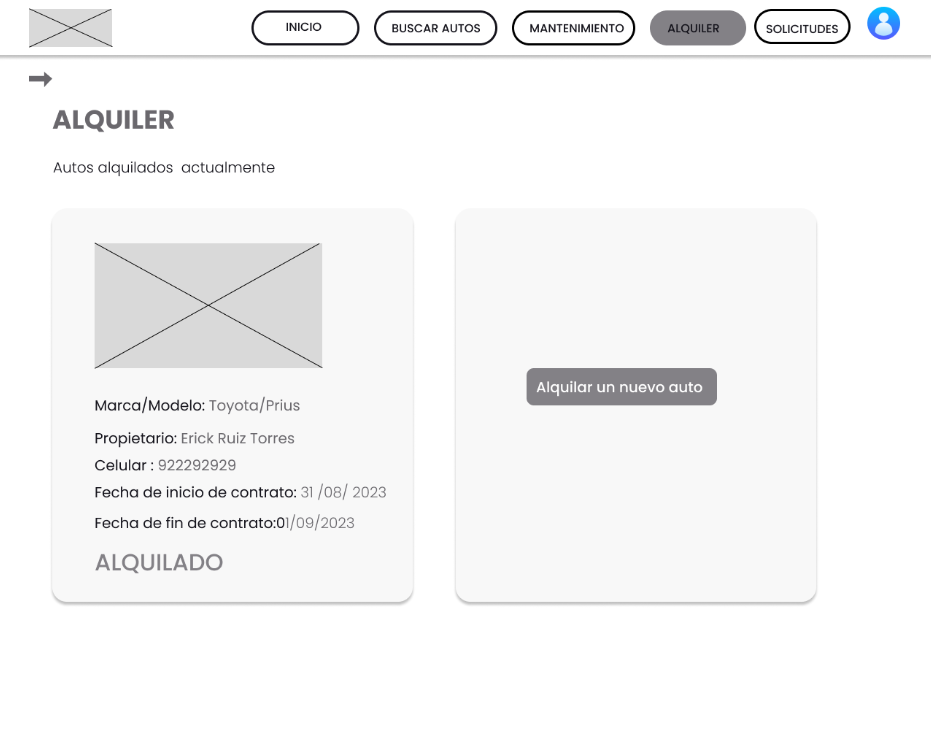 INICIO
BUSCAR AUTOS
MANTENIMIENTO
ALQUILER
SOLICITUDES
ALQUILER
Autos alquilados actualmente
Marca/Modelo: Toyota/Prius
Propietario: Erick Ruiz Torres
Celular : 922292929
Fecha de inicio de contrato: 31 /08/ 2023
Fecha de fin de contrato:01/09/2023
ALQUILADO
Alquilar un nuevo auto